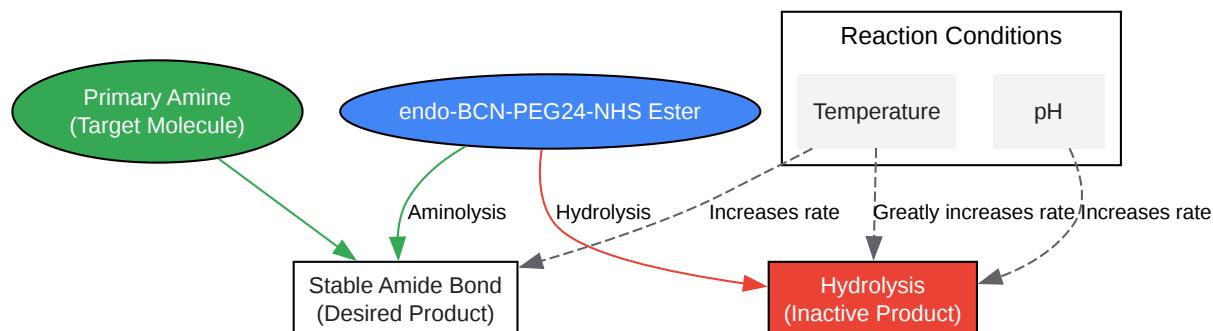 Reaction Conditions
Primary Amine
(Target Molecule)
endo-BCN-PEG24-NHS Ester
Temperature
pH
Aminolysis
Hydrolysis
Increases rate
Greatly increases rate
Increases rate
Stable Amide Bond
(Desired Product)
Hydrolysis
(Inactive Product)